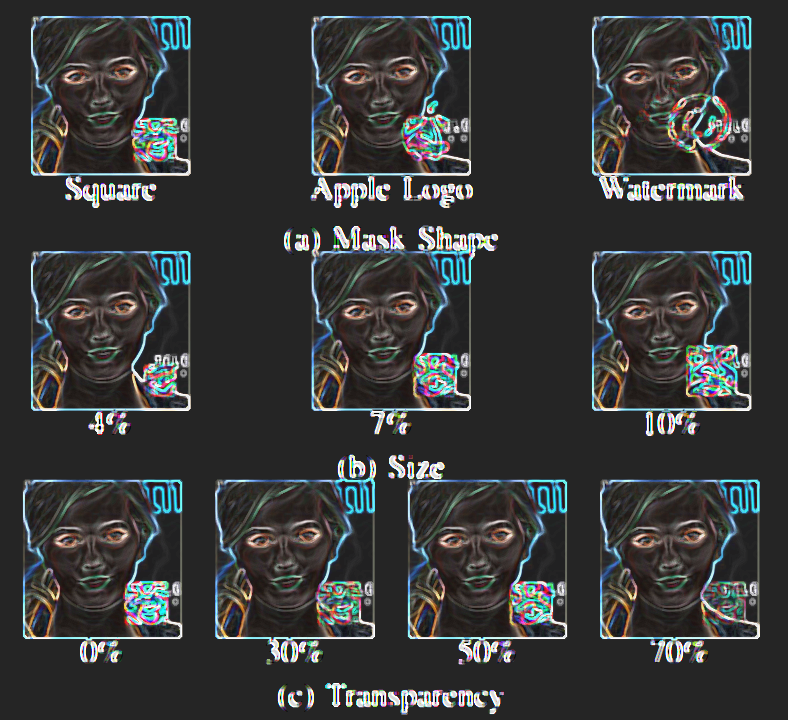 Square Apple Logo Watermark
(a) Mask Shape
4% 7% 10%
(b) Size
0% 30% 50% 70%
(c) Transparency